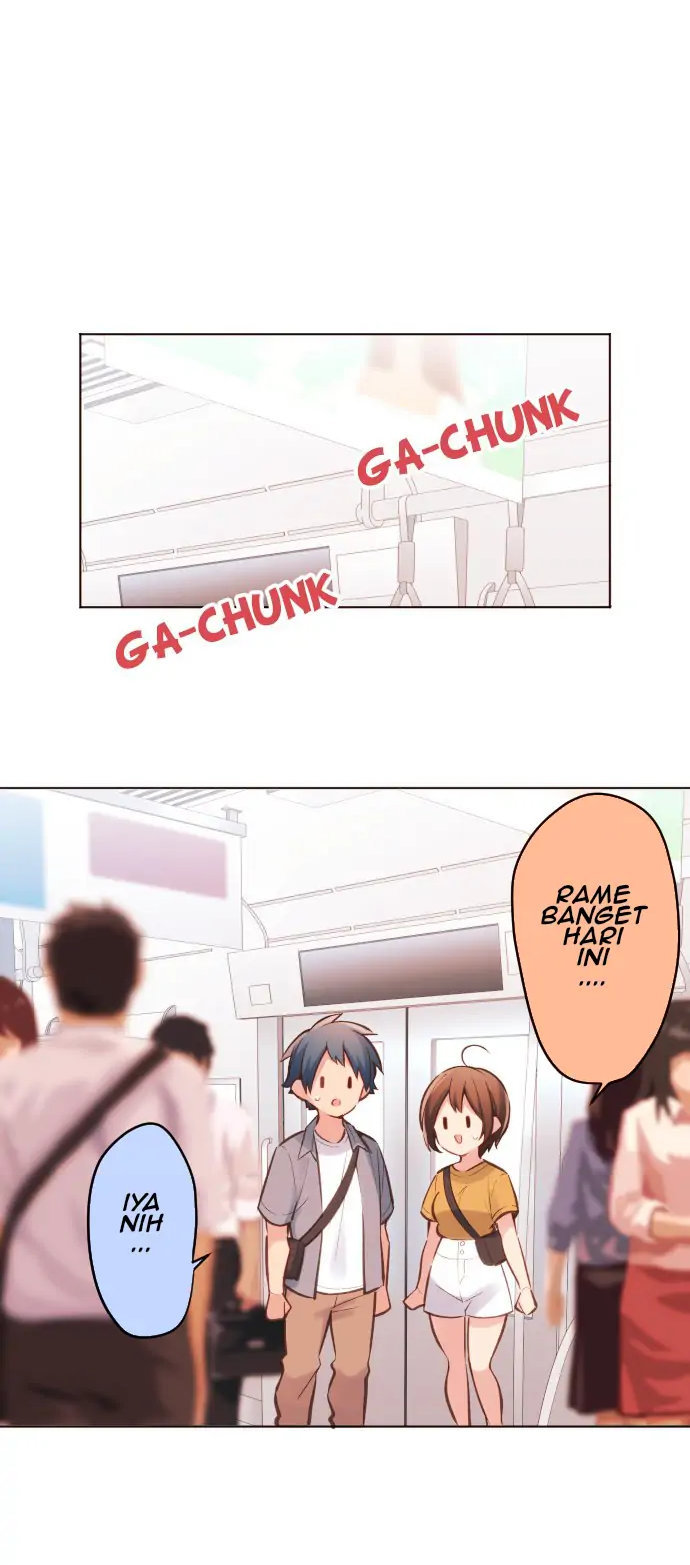 GA-CHUNK
GA-CHUNK
RAME
BANGET
HARI
INI
....
IYA
NIH
...